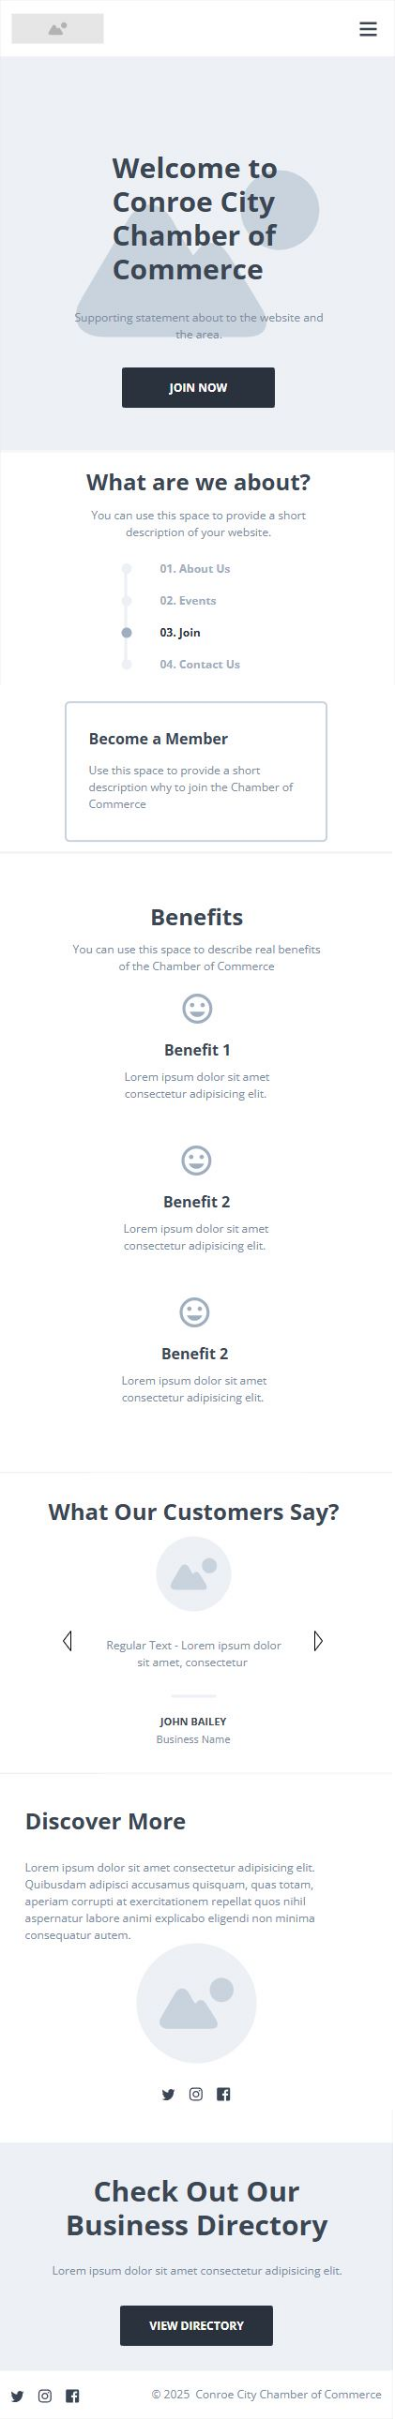 Welcome to
Conroe City
Chamber of
Commerce
Supporting statement about to the website and
the area.
JOIN NOW
What are we about?
You can use this space to provide a short
description of your website.
01. About Us
02. Events
03. Join
04. Contact Us
Become a Member
Use this space to provide a short
description why to join the Chamber of
Commerce
Benefits
You can use this space to describe real benefits
of the Chamber of Commerce
Benefit 1
Lorem ipsum dolor sit amet
consectetur adipisicing elit.
Benefit 2
Lorem ipsum dolor sit amet
consectetur adipisicing elit.
Benefit 2
Lorem ipsum dolor sit amet
consectetur adipisicing elit.
What Our Customers Say?
Regular Text - Lorem ipsum dolor
sit amet, consectetur
JOHN BAILEY
Business Name
Discover More
Lorem ipsum dolor sit amet consectetur adipisicing elit.
Quibusdam adipisci accusamus quisquam, quas totam,
aperiam corrupti at exercitationem repellat quos nihil
aspernatur labore animi explicabo eligendi non minima
consequatur autem.
Check Out Our
Business Directory
Lorem ipsum dolor sit amet consectetur adipisicing elit.
VIEW DIRECTORY
© 2025 Conroe City Chamber of Commerce